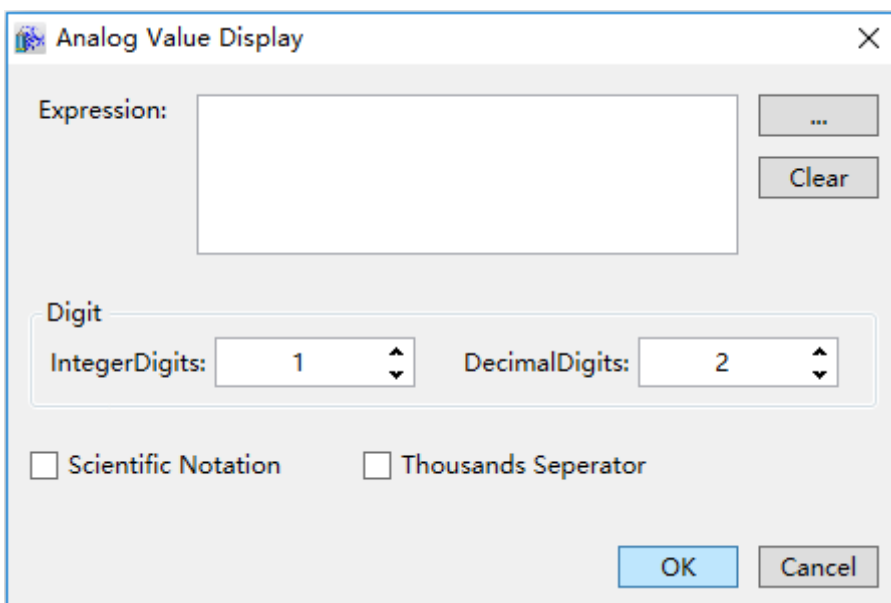 Analog Value Display
Expression:
...
Clear
Digit
IntegerDigits: 1 DecimalDigits: 2
Scientific Notation Thousands Seperator
OK Cancel